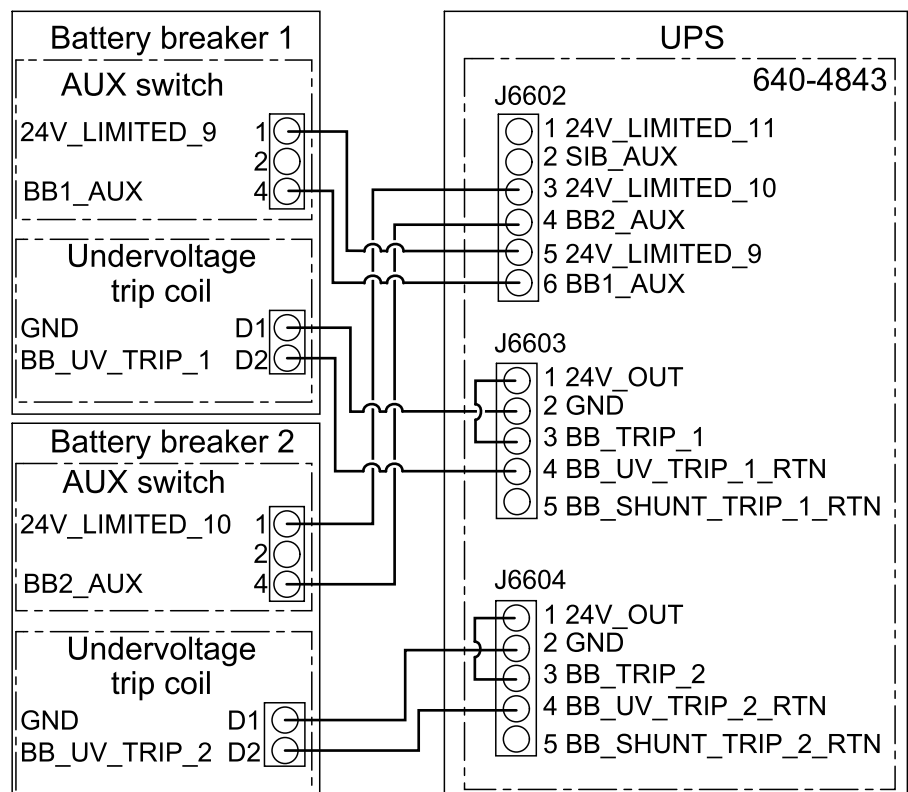 Battery breaker 1
AUX switch
24V_LIMITED_9 1
2
BB1_AUX 4
Undervoltage
trip coil
GND D1
BB_UV_TRIP_1 D2
Battery breaker 2
AUX switch
24V_LIMITED_10 1
2
BB2_AUX 4
Undervoltage
trip coil
GND D1
BB_UV_TRIP_2 D2
UPS
640-4843
J6602
1 24V_LIMITED_11
2 SIB_AUX
3 24V_LIMITED_10
4 BB2_AUX
5 24V_LIMITED_9
6 BB1_AUX
J6603
1 24V_OUT
2 GND
3 BB_TRIP_1
4 BB_UV_TRIP_1_RTN
5 BB_SHUNT_TRIP_1_RTN
J6604
1 24V_OUT
2 GND
3 BB_TRIP_2
4 BB_UV_TRIP_2_RTN
5 BB_SHUNT_TRIP_2_RTN